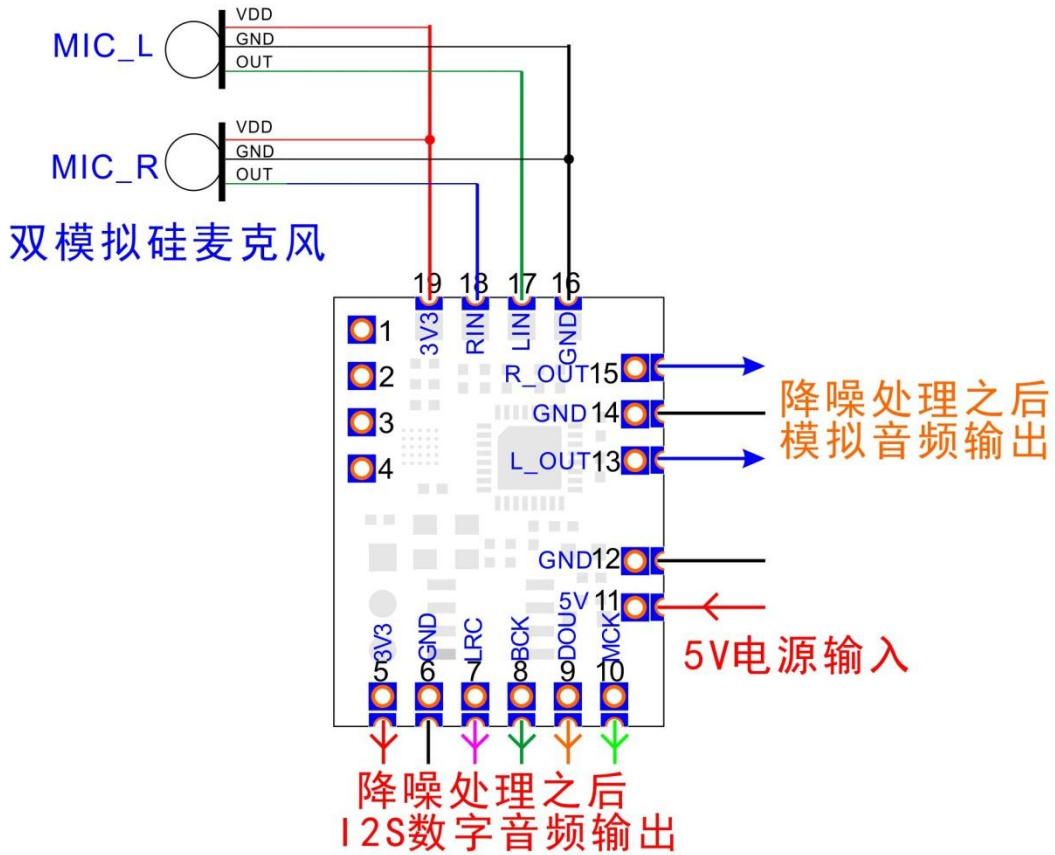 VDD
MIC_L
GND
OUT
VDD
MIC_R
GND
OUT
双模拟硅麦克风
19 18 17 16
3V3 RIN LIN GND
1
2
3
4
R_OUT 15
GND 14
L_OUT 13
降噪处理之后
模拟音频输出
GND 12
5V 11
5V电源输入
3V3 GND LRC BCK DOU MCK
5 6 7 8 9 10
降噪处理之后
I2S数字音频输出